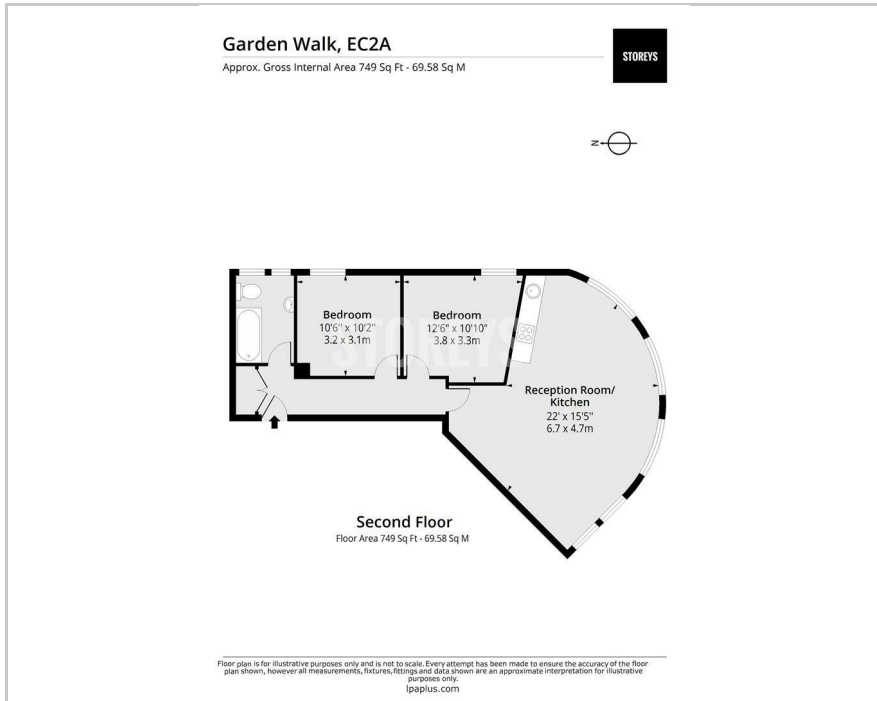 Garden Walk, EC2A
Approx. Gross Internal Area 749 Sq Ft - 69.58 Sq M
STOREYS
N
Bedroom
10'6" x 10'2"
3.2 x 3.1m
Bedroom
12'6" x 10'10"
3.8 x 3.3m
STOREYS
Reception Room/
Kitchen
22' x 15'5"
6.7 x 4.7m
Second Floor
Floor Area 749 Sq Ft - 69.58 Sq M
Floor plan is for illustrative purposes only and is not to scale. Every attempt has been made to ensure the accuracy of the floor
plan shown, however all measurements, fixtures, fittings and data shown are an approximate interpretation for illustrative
purposes only.
lpaplus.com